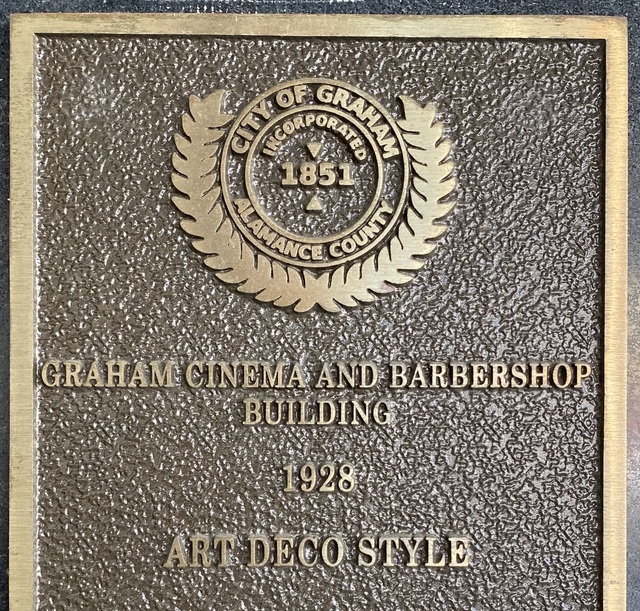 CITY OF GRAHAM
INCORPORATED
1851
ALAMANCE COUNTY
GRAHAM CINEMA AND BARBERSHOP
BUILDING
1928
ART DECO STYLE